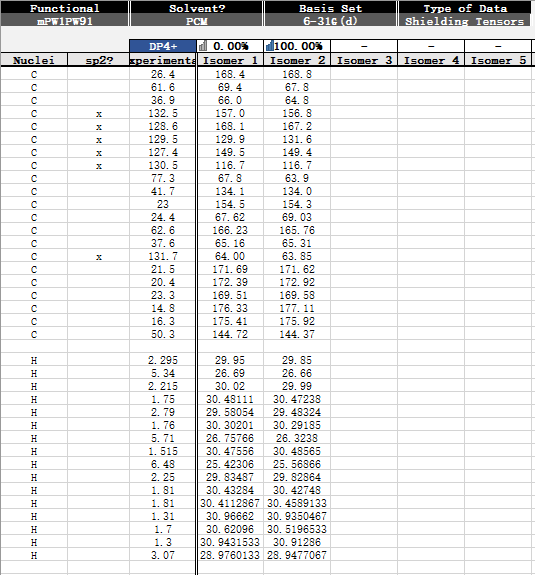 Functional Solvent? Basis Set Type of Data
mPW1PW91 PCM 6-31G(d) Shielding Tensors
DP4+ 0.00% 100.00% – – –
Nuclei sp2? xperimenta Isomer 1 Isomer 2 Isomer 3 Isomer 4 Isomer 5
C 26.4 168.4 168.8
C 61.6 69.4 67.8
C 36.9 66.0 64.8
C x 132.5 157.0 156.8
C x 128.6 168.1 167.2
C x 129.5 129.9 131.6
C x 127.4 149.5 149.4
C x 130.5 116.7 116.7
C 77.3 67.8 63.9
C 41.7 134.1 134.0
C 23 154.5 154.3
C 24.4 67.62 69.03
C 62.6 166.23 165.76
C 37.6 65.16 65.31
C x 131.7 64.00 63.85
C 21.5 171.69 171.62
C 20.4 172.39 172.92
C 23.3 169.51 169.58
C 14.8 176.33 177.11
C 16.3 175.41 175.92
C 50.3 144.72 144.37
H 2.295 29.95 29.85
H 5.34 26.69 26.66
H 2.215 30.02 29.99
H 1.75 30.48111 30.47238
H 2.79 29.58054 29.48324
H 1.76 30.30201 30.29185
H 5.71 26.75766 26.3238
H 1.515 30.47556 30.48565
H 6.48 25.42306 25.56866
H 2.25 29.83487 29.82864
H 1.81 30.43284 30.42748
H 1.81 30.4112867 30.4589133
H 1.31 30.96662 30.9350467
H 1.7 30.62096 30.5196533
H 1.3 30.9431533 30.91286
H 3.07 28.9760133 28.9477067